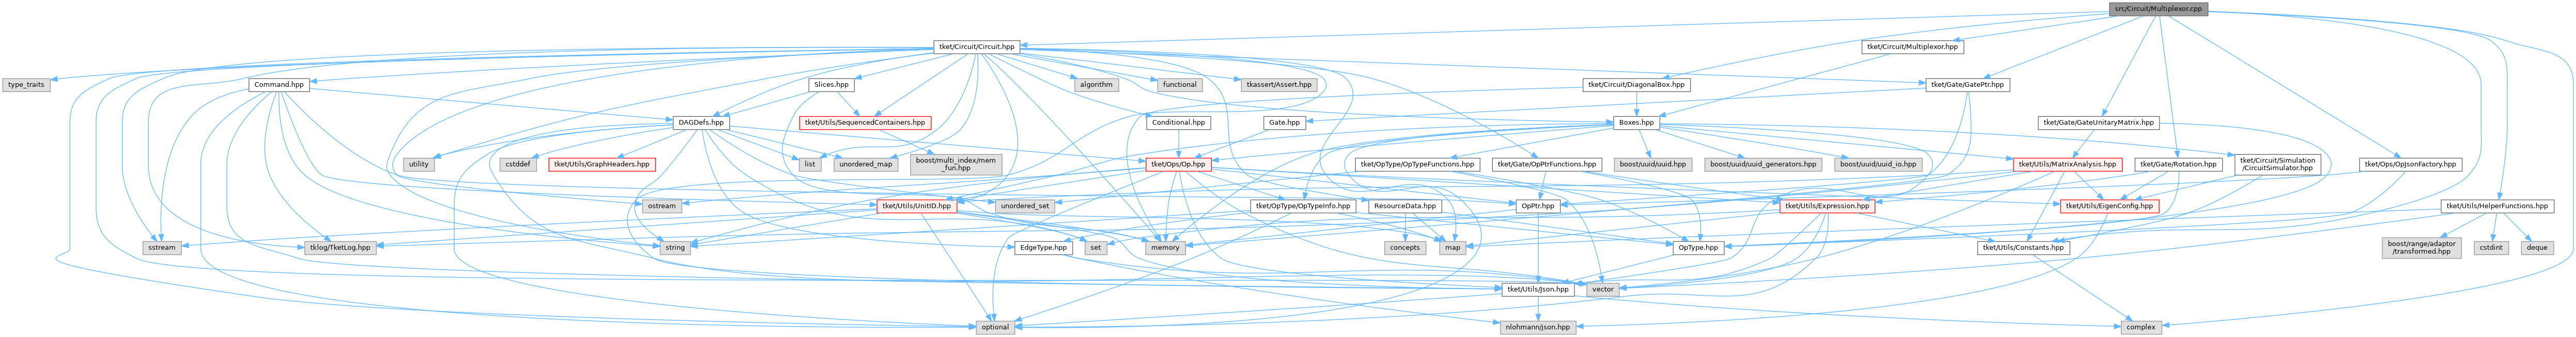 src/Circuit/Multiplexor.cpp
tket/Circuit/Circuit.hpp
tket/Circuit/Multiplexor.hpp
type_traits
Command.hpp
Slices.hpp
algorithm
functional
tkassert/Assert.hpp
tket/Circuit/DiagonalBox.hpp
tket/Gate/GatePtr.hpp
DAGDefs.hpp
tket/Utils/SequencedContainers.hpp
Conditional.hpp
Gate.hpp
Boxes.hpp
tket/Gate/GateUnitaryMatrix.hpp
utility
cstddef
tket/Utils/GraphHeaders.hpp
list
unordered_map
boost/multi_index/mem
_fun.hpp
tket/Ops/Op.hpp
tket/OpType/OpTypeFunctions.hpp
tket/Gate/OpPtrFunctions.hpp
boost/uuid/uuid.hpp
boost/uuid/uuid_generators.hpp
boost/uuid/uuid_io.hpp
tket/Utils/MatrixAnalysis.hpp
tket/Gate/Rotation.hpp
tket/Circuit/Simulation
/CircuitSimulator.hpp
tket/Ops/OpJsonFactory.hpp
ostream
tket/Utils/UnitID.hpp
unordered_set
tket/OpType/OpTypeInfo.hpp
ResourceData.hpp
OpPtr.hpp
tket/Utils/Expression.hpp
tket/Utils/EigenConfig.hpp
tket/Utils/HelperFunctions.hpp
sstream
tklog/TketLog.hpp
string
EdgeType.hpp
set
memory
concepts
map
OpType.hpp
tket/Utils/Constants.hpp
boost/range/adaptor
/transformed.hpp
cstdint
deque
tket/Utils/Json.hpp
vector
optional
nlohmann/json.hpp
complex